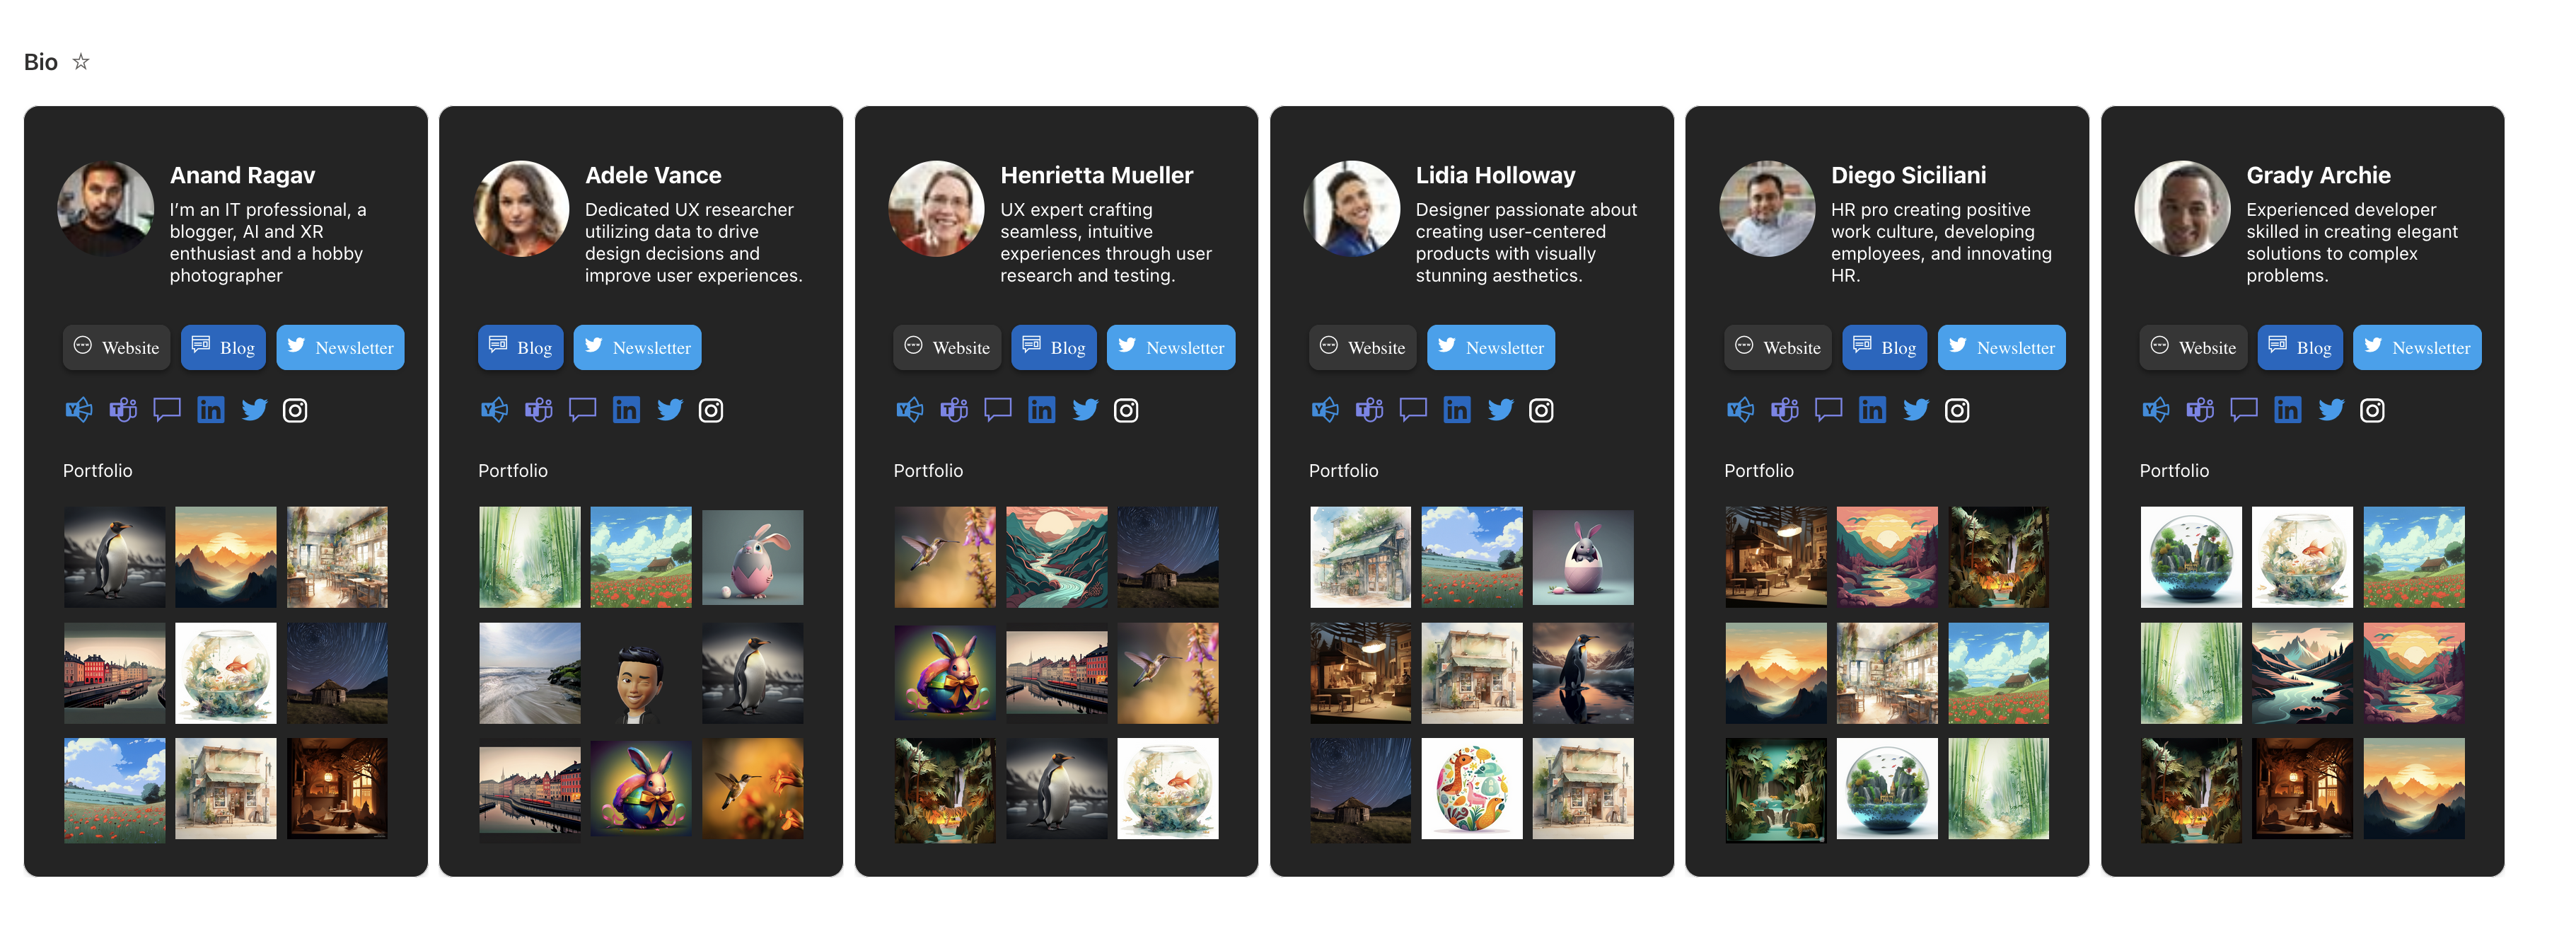 Bio
Anand Ragav
I'm an IT professional, a
blogger, AI and XR
enthusiast and a hobby
photographer
Website
Blog
Newsletter
Portfolio
Adele Vance
Dedicated UX researcher
utilizing data to drive
design decisions and
improve user experiences.
Blog
Newsletter
Portfolio
Henrietta Mueller
UX expert crafting
seamless, intuitive
experiences through user
research and testing.
Website
Blog
Newsletter
Portfolio
Lidia Holloway
Designer passionate about
creating user-centered
products with visually
stunning aesthetics.
Website
Newsletter
Portfolio
Diego Siciliani
HR pro creating positive
work culture, developing
employees, and innovating
HR.
Website
Blog
Newsletter
Portfolio
Grady Archie
Experienced developer
skilled in creating elegant
solutions to complex
problems.
Website
Blog
Newsletter
Portfolio